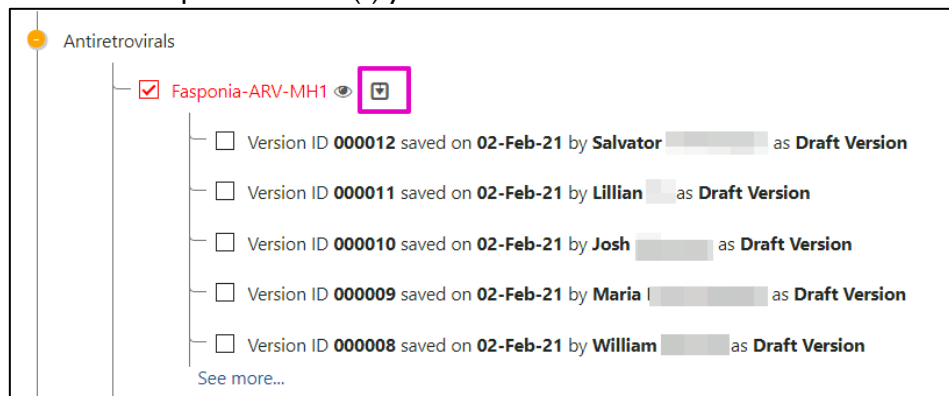 Antiretrovirals
Fasponia-ARV-MH1
Version ID 000012 saved on 02-Feb-21 by Salvator as Draft Version
Version ID 000011 saved on 02-Feb-21 by Lillian as Draft Version
Version ID 000010 saved on 02-Feb-21 by Josh as Draft Version
Version ID 000009 saved on 02-Feb-21 by Maria as Draft Version
Version ID 000008 saved on 02-Feb-21 by William as Draft Version
See more...